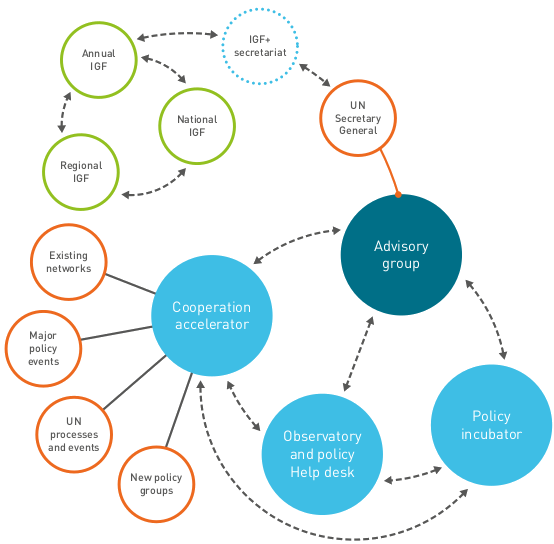 Annual
IGF
IGF+
secretariat
UN
Secretary
General
National
IGF
Regional
IGF
Advisory
group
Existing
networks
Cooperation
accelerator
Major
policy
events
UN
processes
and events
New policy
groups
Observatory
and policy
Help desk
Policy
incubator